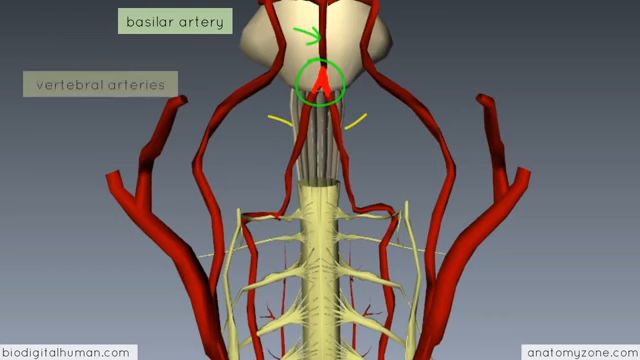 basilar artery
vertebral arteries
biodigitalhuman.com
anatomyzone.com